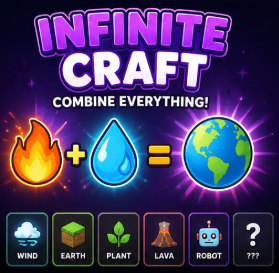 INFINITE
CRAFT
COMBINE EVERYTHING!
+ =
WIND EARTH PLANT LAVA ROBOT ???